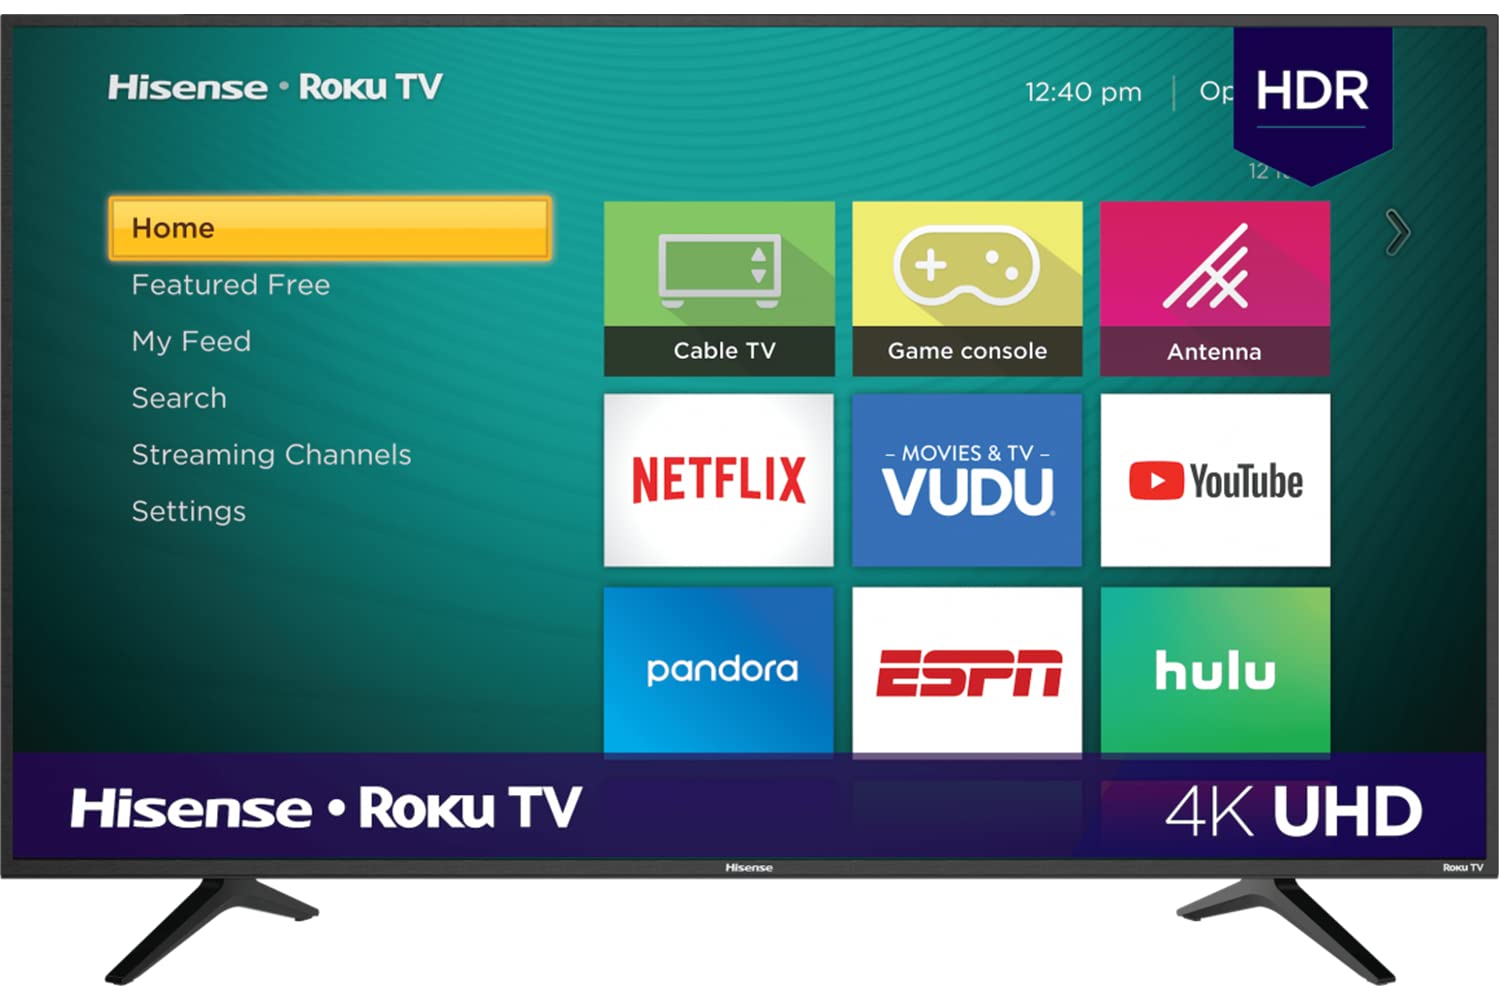 Hisense • Roku TV
12:40 pm
HDR
Home
Featured Free
My Feed
Search
Streaming Channels
Settings
Cable TV
Game console
Antenna
NETFLIX
– MOVIES & TV –
VUDU
YouTube
pandora
ESPN
hulu
Hisense • Roku TV
4K UHD
Hisense
Roku TV